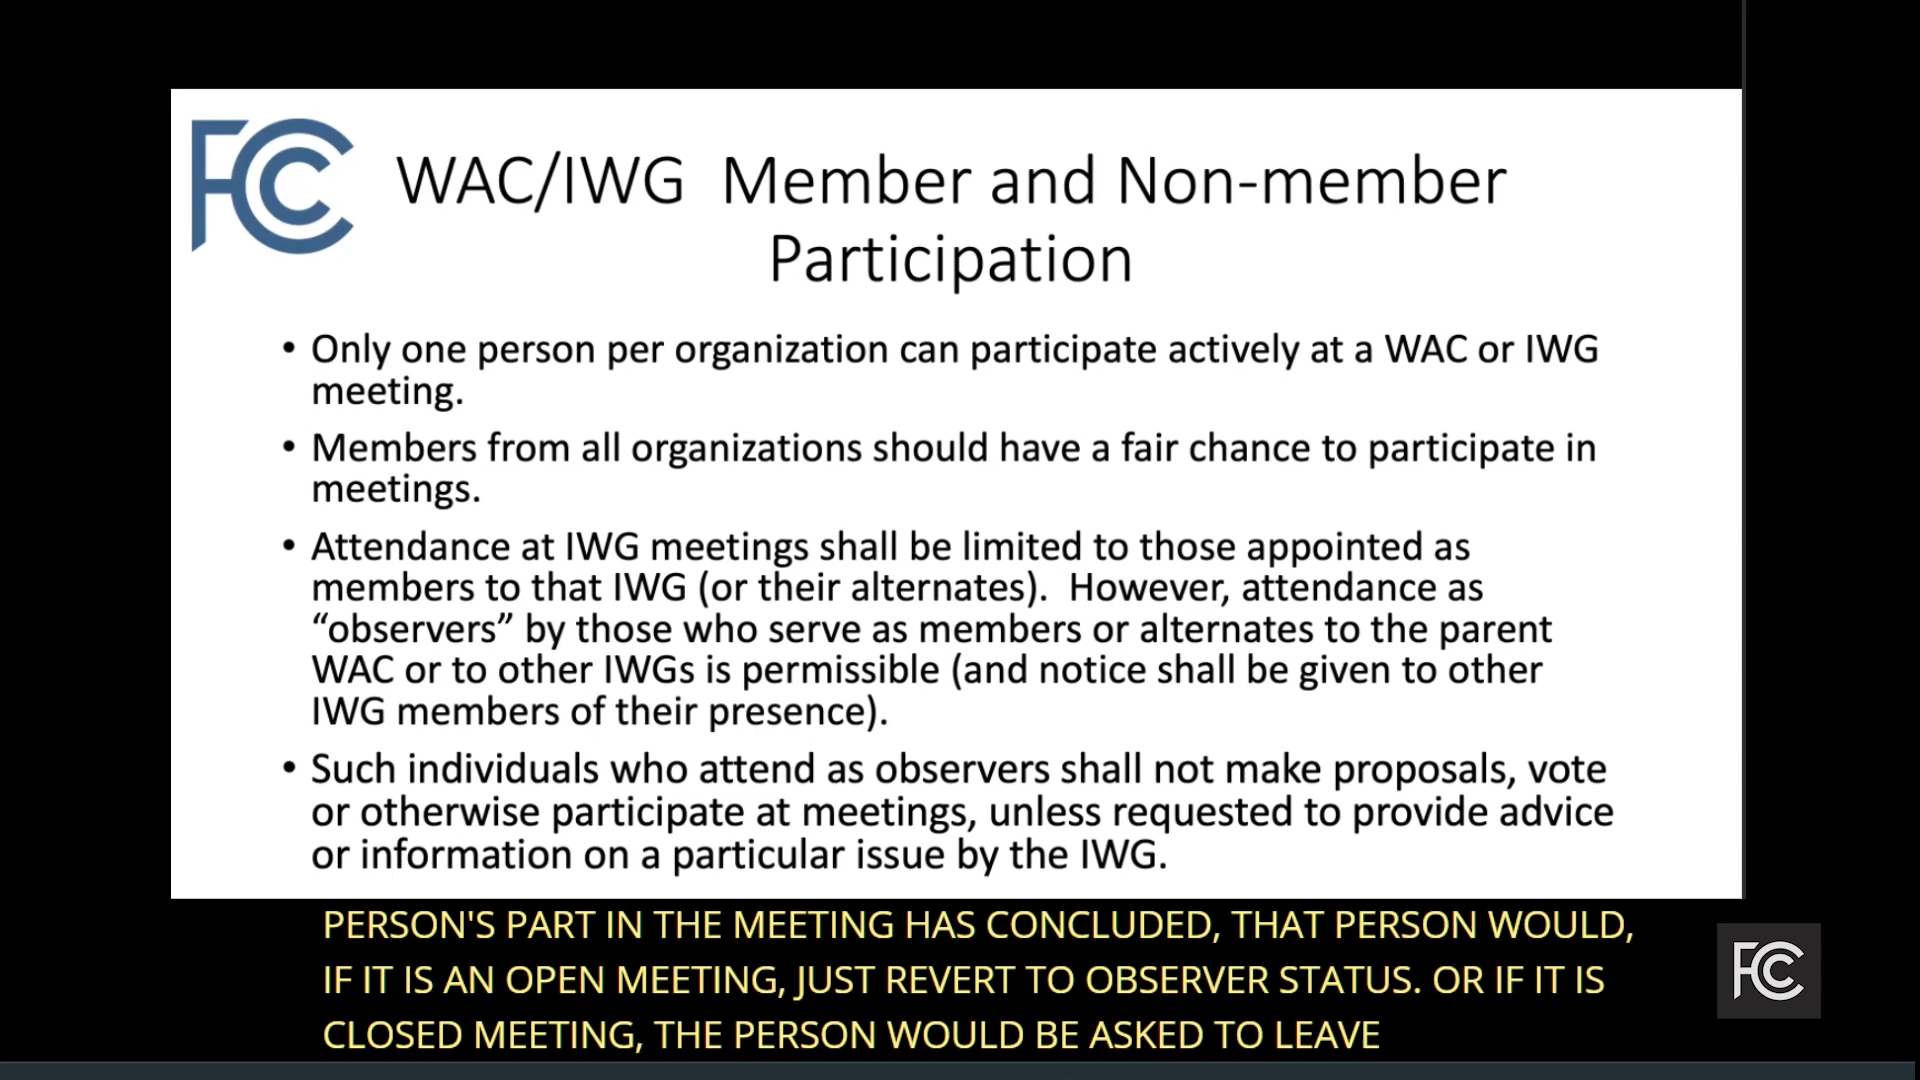 FCC
WAC/IWG  Member and Non-member
Participation
• Only one person per organization can participate actively at a WAC or IWG
meeting.
• Members from all organizations should have a fair chance to participate in
meetings.
• Attendance at IWG meetings shall be limited to those appointed as
members to that IWG (or their alternates).  However, attendance as
“observers” by those who serve as members or alternates to the parent
WAC or to other IWGs is permissible (and notice shall be given to other
IWG members of their presence).
• Such individuals who attend as observers shall not make proposals, vote
or otherwise participate at meetings, unless requested to provide advice
or information on a particular issue by the IWG.
PERSON'S PART IN THE MEETING HAS CONCLUDED, THAT PERSON WOULD,
IF IT IS AN OPEN MEETING, JUST REVERT TO OBSERVER STATUS. OR IF IT IS
CLOSED MEETING, THE PERSON WOULD BE ASKED TO LEAVE
FCC